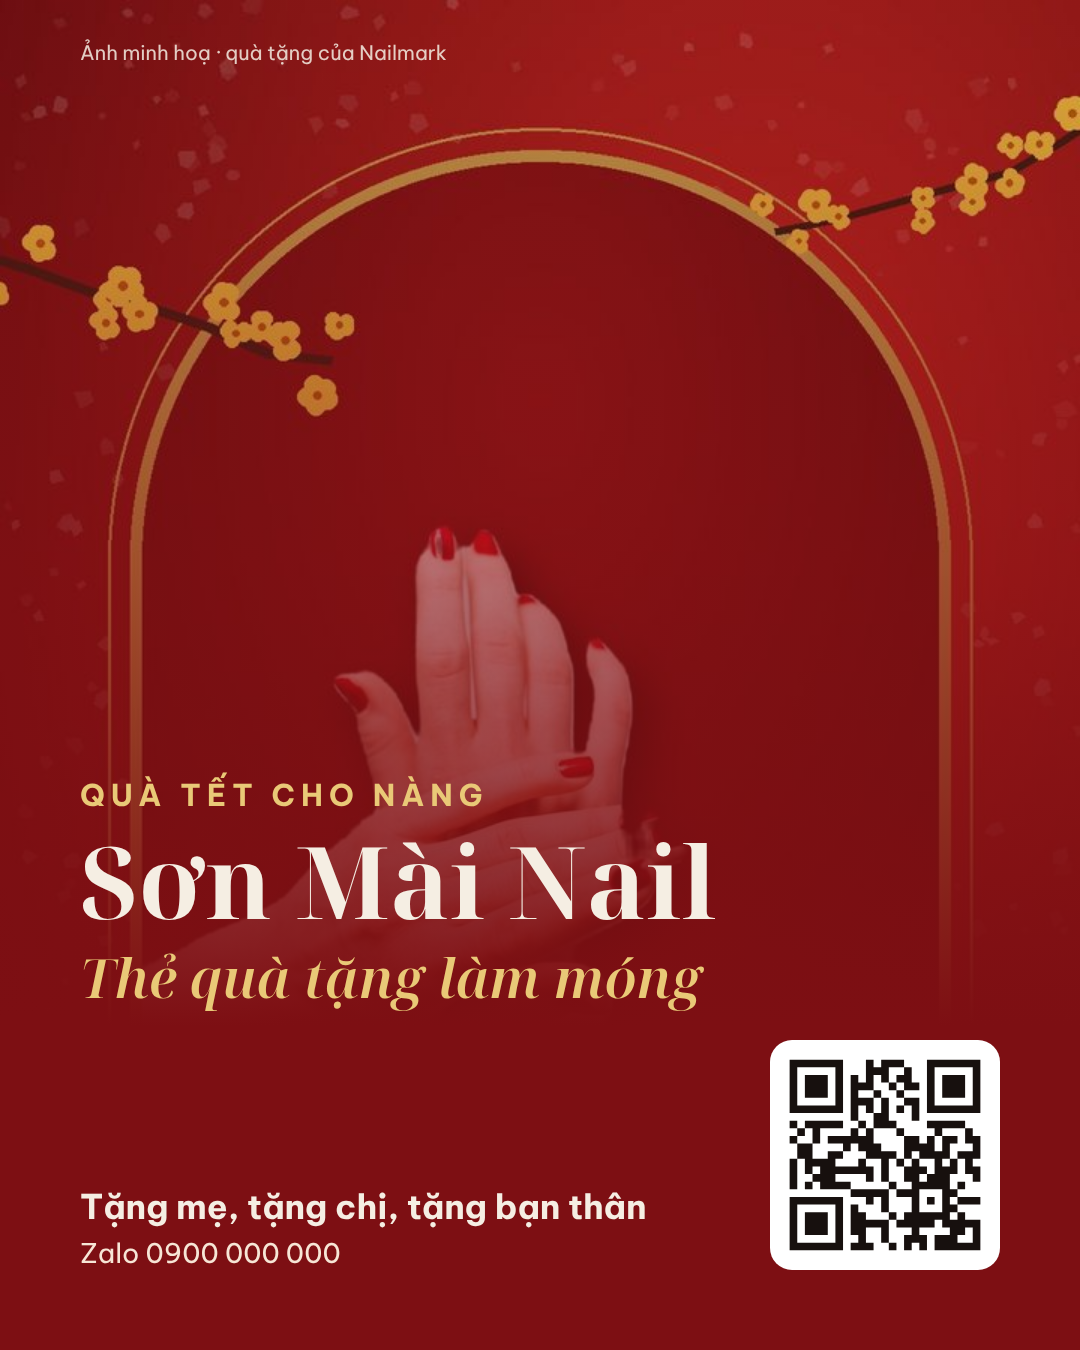 Ảnh minh hoạ · quà tặng của Nailmark
QUÀ TẾT CHO NÀNG
Sơn Mài Nail
Thẻ quà tặng làm móng
Tặng mẹ, tặng chị, tặng bạn thân
Zalo 0900 000 000